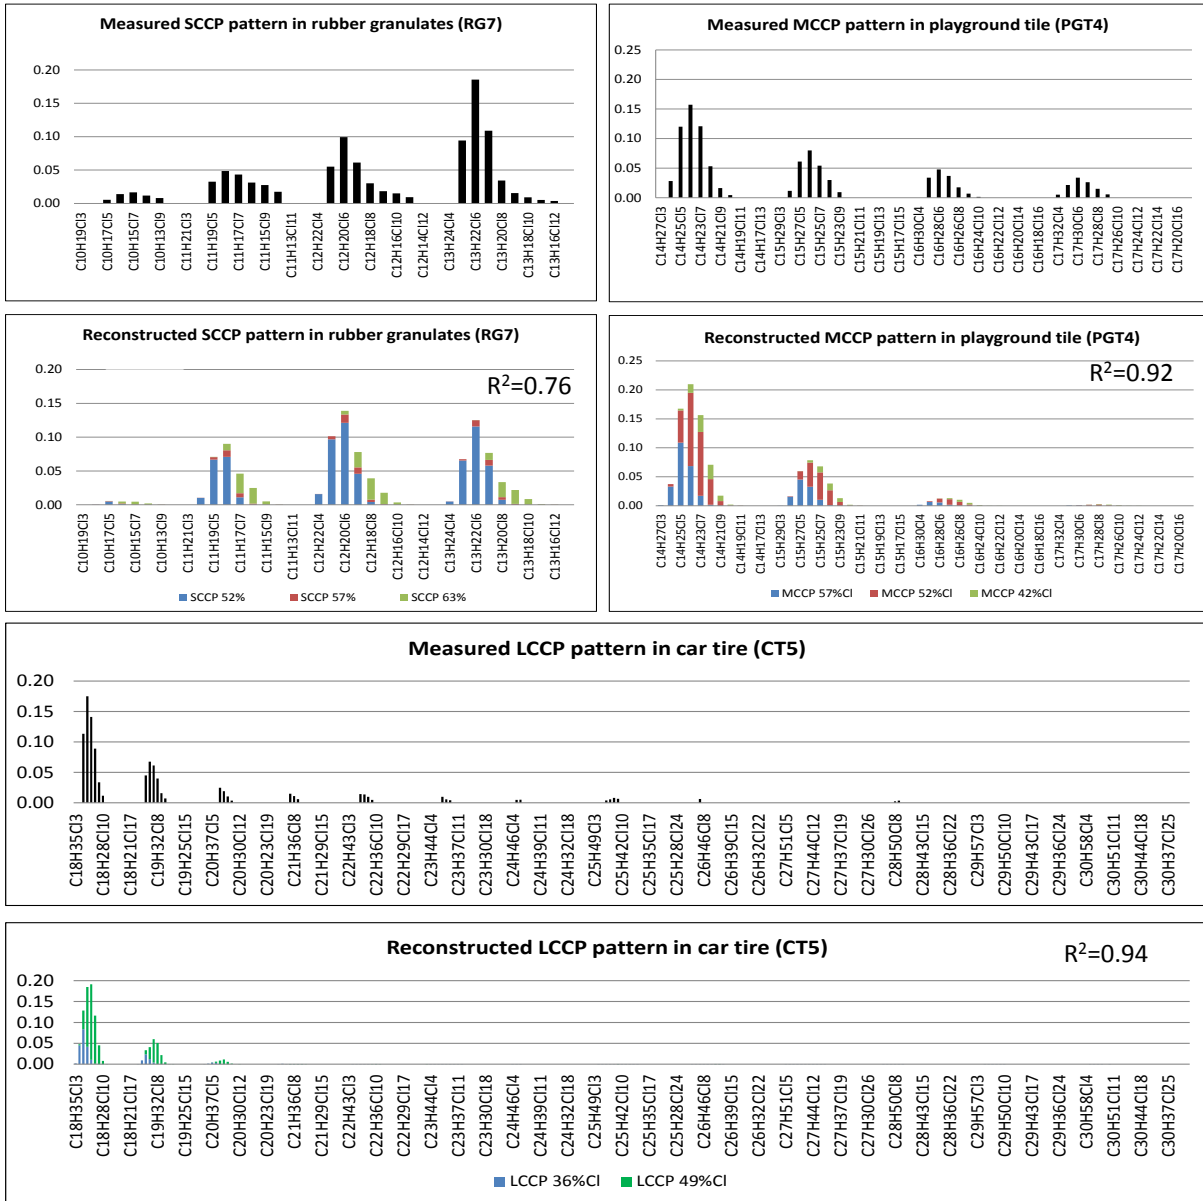 Measured SCCP pattern in rubber granulates (RG7)
0.20
0.15
0.10
0.05
0.00
C10H19Cl3
C10H17Cl5
C10H15Cl7
C10H13Cl9
C11H21Cl3
C11H19Cl5
C11H17Cl7
C11H15Cl9
C11H13Cl11
C12H22Cl4
C12H20Cl6
C12H18Cl8
C12H16Cl10
C12H14Cl12
C13H24Cl4
C13H22Cl6
C13H20Cl8
C13H18Cl10
C13H16Cl12
Measured MCCP pattern in playground tile (PGT4)
0.25
0.20
0.15
0.10
0.05
0.00
C14H27Cl3
C14H25Cl5
C14H23Cl7
C14H21Cl9
C14H19Cl11
C14H17Cl13
C15H29Cl3
C15H27Cl5
C15H25Cl7
C15H23Cl9
C15H21Cl11
C15H19Cl13
C15H17Cl15
C16H30Cl4
C16H28Cl6
C16H26Cl8
C16H24Cl10
C16H22Cl12
C16H20Cl14
C16H18Cl16
C17H32Cl4
C17H30Cl6
C17H28Cl8
C17H26Cl10
C17H24Cl12
C17H22Cl14
C17H20Cl16
Reconstructed SCCP pattern in rubber granulates (RG7)
R²=0.76
0.20
0.15
0.10
0.05
0.00
C10H19Cl3
C10H17Cl5
C10H15Cl7
C10H13Cl9
C11H21Cl3
C11H19Cl5
C11H17Cl7
C11H15Cl9
C11H13Cl11
C12H22Cl4
C12H20Cl6
C12H18Cl8
C12H16Cl10
C12H14Cl12
C13H24Cl4
C13H22Cl6
C13H20Cl8
C13H18Cl10
C13H16Cl12
SCCP 52% SCCP 57% SCCP 63%
Reconstructed MCCP pattern in playground tile (PGT4)
R²=0.92
0.25
0.20
0.15
0.10
0.05
0.00
C14H27Cl3
C14H25Cl5
C14H23Cl7
C14H21Cl9
C14H19Cl11
C14H17Cl13
C15H29Cl3
C15H27Cl5
C15H25Cl7
C15H23Cl9
C15H21Cl11
C15H19Cl13
C15H17Cl15
C16H30Cl4
C16H28Cl6
C16H26Cl8
C16H24Cl10
C16H22Cl12
C16H20Cl14
C16H18Cl16
C17H32Cl4
C17H30Cl6
C17H28Cl8
C17H26Cl10
C17H24Cl12
C17H22Cl14
C17H20Cl16
MCCP 57%Cl MCCP 52%Cl MCCP 42%Cl
Measured LCCP pattern in car tire (CT5)
0.20
0.15
0.10
0.05
0.00
C18H35Cl3
C18H28Cl10
C18H21Cl17
C19H32Cl8
C19H25Cl15
C20H37Cl5
C20H30Cl12
C20H23Cl19
C21H36Cl8
C21H29Cl15
C22H43Cl3
C22H36Cl10
C22H29Cl17
C23H44Cl4
C23H37Cl11
C23H30Cl18
C24H46Cl4
C24H39Cl11
C24H32Cl18
C25H49Cl3
C25H42Cl10
C25H35Cl17
C25H28Cl24
C26H46Cl8
C26H39Cl15
C26H32Cl22
C27H51Cl5
C27H44Cl12
C27H37Cl19
C27H30Cl26
C28H50Cl8
C28H43Cl15
C28H36Cl22
C29H57Cl3
C29H50Cl10
C29H43Cl17
C29H36Cl24
C30H58Cl4
C30H51Cl11
C30H44Cl18
C30H37Cl25
Reconstructed LCCP pattern in car tire (CT5)
R²=0.94
0.20
0.15
0.10
0.05
0.00
C18H35Cl3
C18H28Cl10
C18H21Cl17
C19H32Cl8
C19H25Cl15
C20H37Cl5
C20H30Cl12
C20H23Cl19
C21H36Cl8
C21H29Cl15
C22H43Cl3
C22H36Cl10
C22H29Cl17
C23H44Cl4
C23H37Cl11
C23H30Cl18
C24H46Cl4
C24H39Cl11
C24H32Cl18
C25H49Cl3
C25H42Cl10
C25H35Cl17
C25H28Cl24
C26H46Cl8
C26H39Cl15
C26H32Cl22
C27H51Cl5
C27H44Cl12
C27H37Cl19
C27H30Cl26
C28H50Cl8
C28H43Cl15
C28H36Cl22
C29H57Cl3
C29H50Cl10
C29H43Cl17
C29H36Cl24
C30H58Cl4
C30H51Cl11
C30H44Cl18
C30H37Cl25
LCCP 36%Cl LCCP 49%Cl